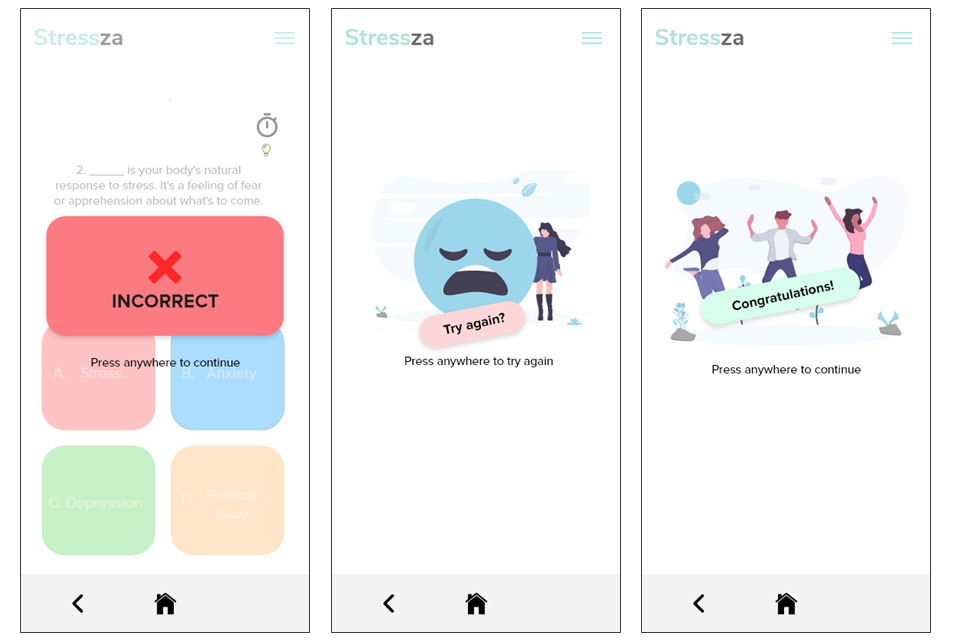 Stressza
2. _____ is your body's natural
response to stress. It's a feeling of fear
or apprehension about what's to come.
INCORRECT
Press anywhere to continue
A. Stress
B. Anxiety
C. Depression
D. Political
issue
Stressza
Try again?
Press anywhere to try again
Stressza
Congratulations!
Press anywhere to continue